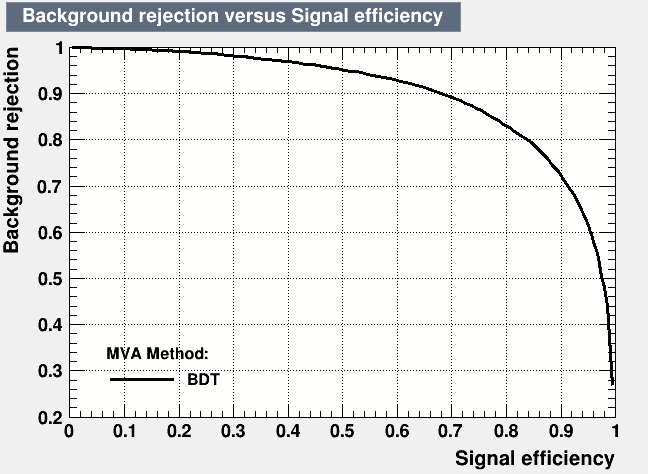 Background rejection versus Signal efficiency
Background rejection
1
0.9
0.8
0.7
0.6
0.5
0.4
0.3
0.2
MVA Method:
BDT
0 0.1 0.2 0.3 0.4 0.5 0.6 0.7 0.8 0.9 1
Signal efficiency